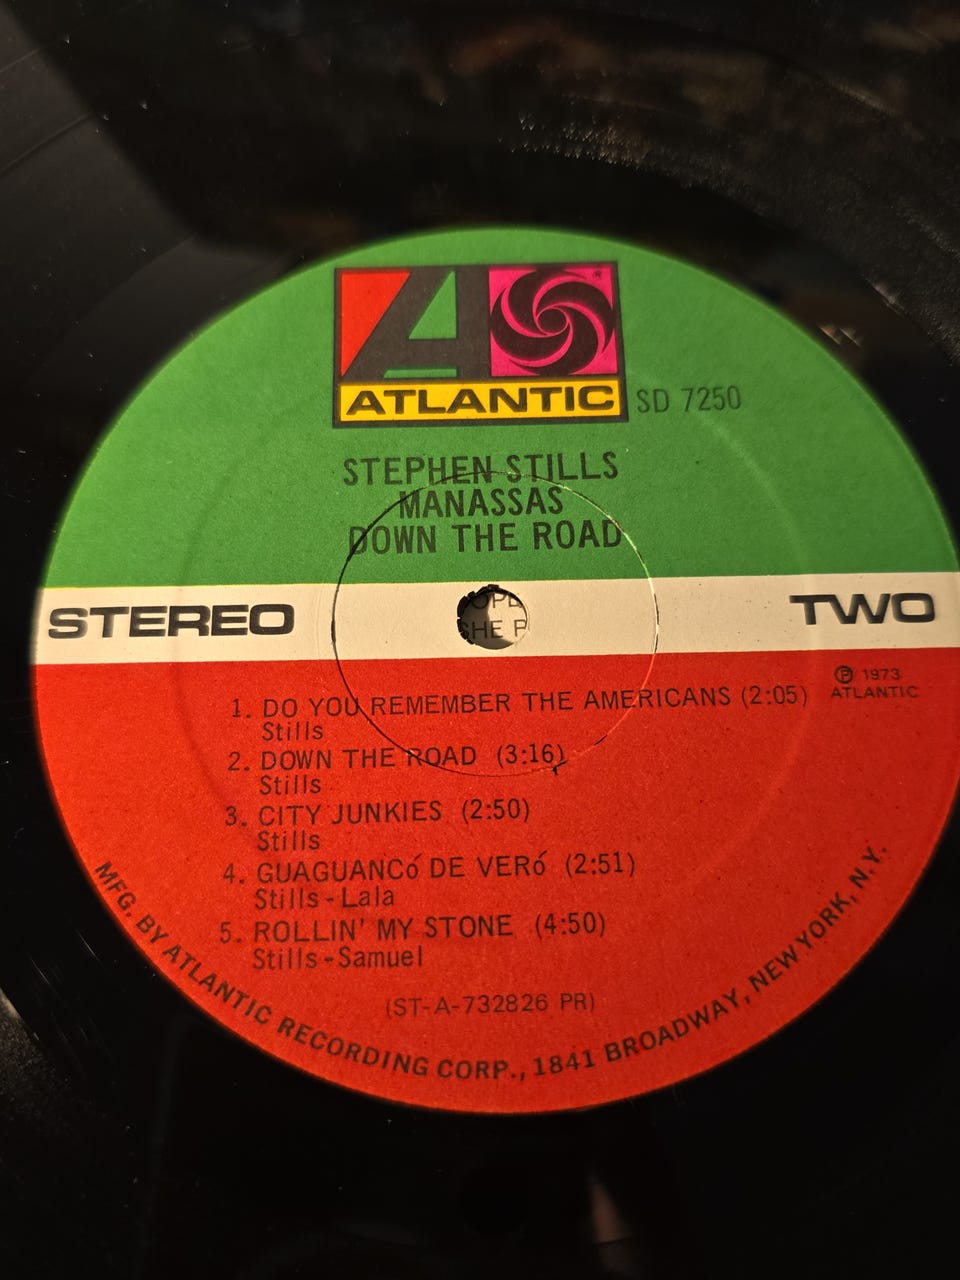 ATLANTIC ®
SD 7250
STEPHEN STILLS
MANASSAS
DOWN THE ROAD
STEREO
TWO
OPL
SHE P
Ⓟ 1973
ATLANTIC
1. DO YOU REMEMBER THE AMERICANS (2:05)
Stills
2. DOWN THE ROAD (3:16)
Stills
3. CITY JUNKIES (2:50)
Stills
4. GUAGUANCó DE VERó (2:51)
Stills-Lala
5. ROLLIN' MY STONE (4:50)
Stills-Samuel
(ST-A-732826 PR)
MFG. BY ATLANTIC RECORDING CORP., 1841 BROADWAY, NEW YORK, N.Y.